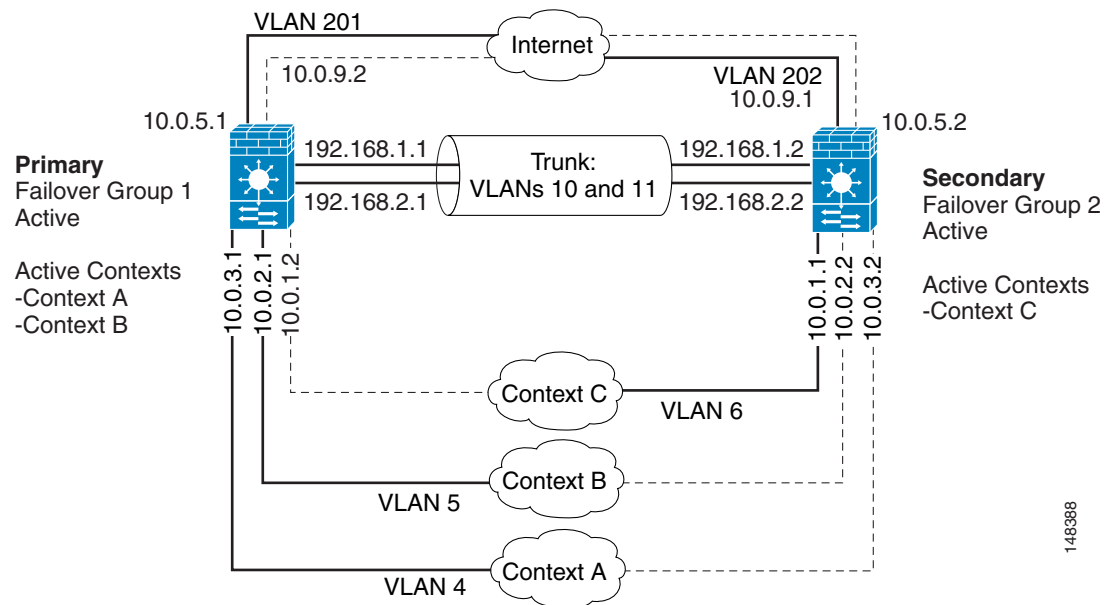 VLAN 201
Internet
10.0.9.2
VLAN 202
10.0.9.1
10.0.5.1
10.0.5.2
Primary
Failover Group 1
Active
Active Contexts
-Context A
-Context B
192.168.1.1
192.168.2.1
Trunk:
VLANs 10 and 11
192.168.1.2
192.168.2.2
Secondary
Failover Group 2
Active
Active Contexts
-Context C
10.0.3.1
10.0.2.1
10.0.1.2
10.0.1.1
10.0.2.2
10.0.3.2
Context C
VLAN 6
Context B
VLAN 5
Context A
VLAN 4
148388